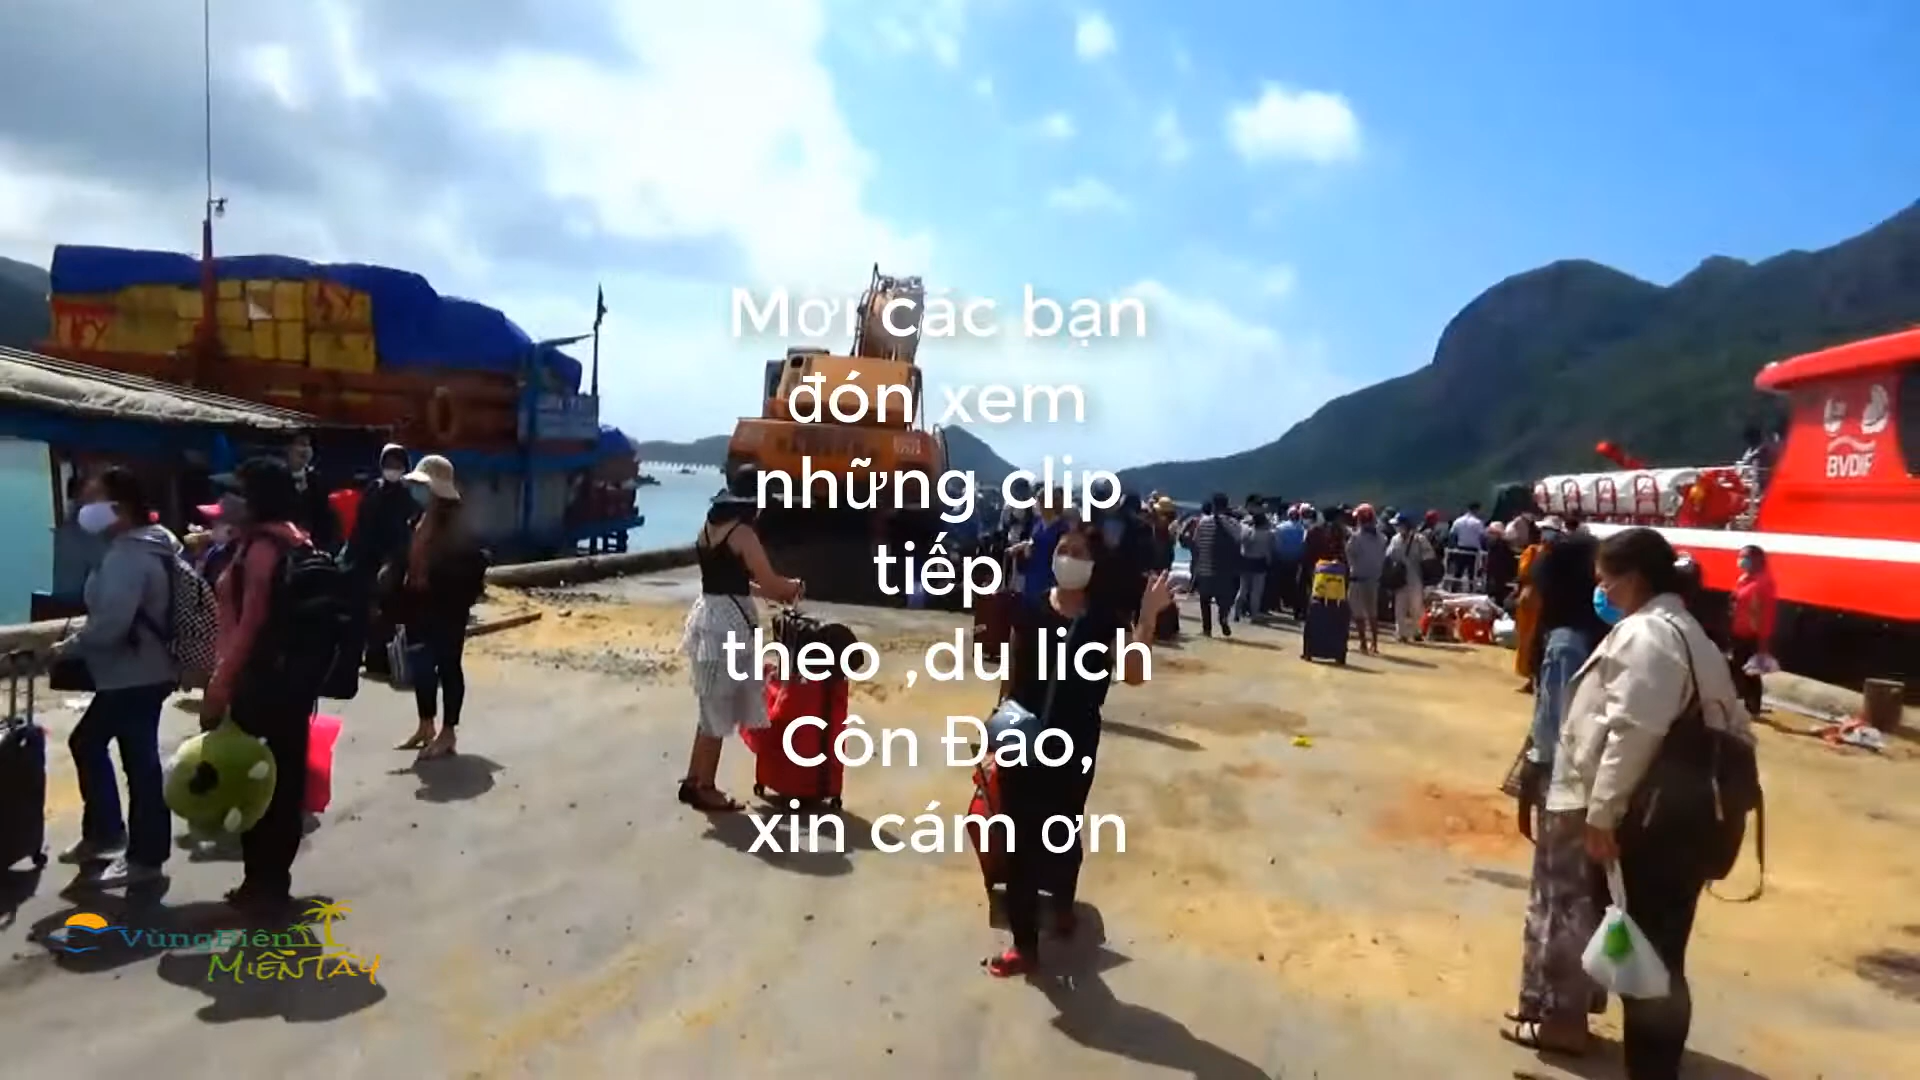 Mời các bạn
đón xem
những clip
tiếp
theo ,du lich
Côn Đảo,
xin cám ơn
BVDIF
VùngBiển
MIỀNTÂY